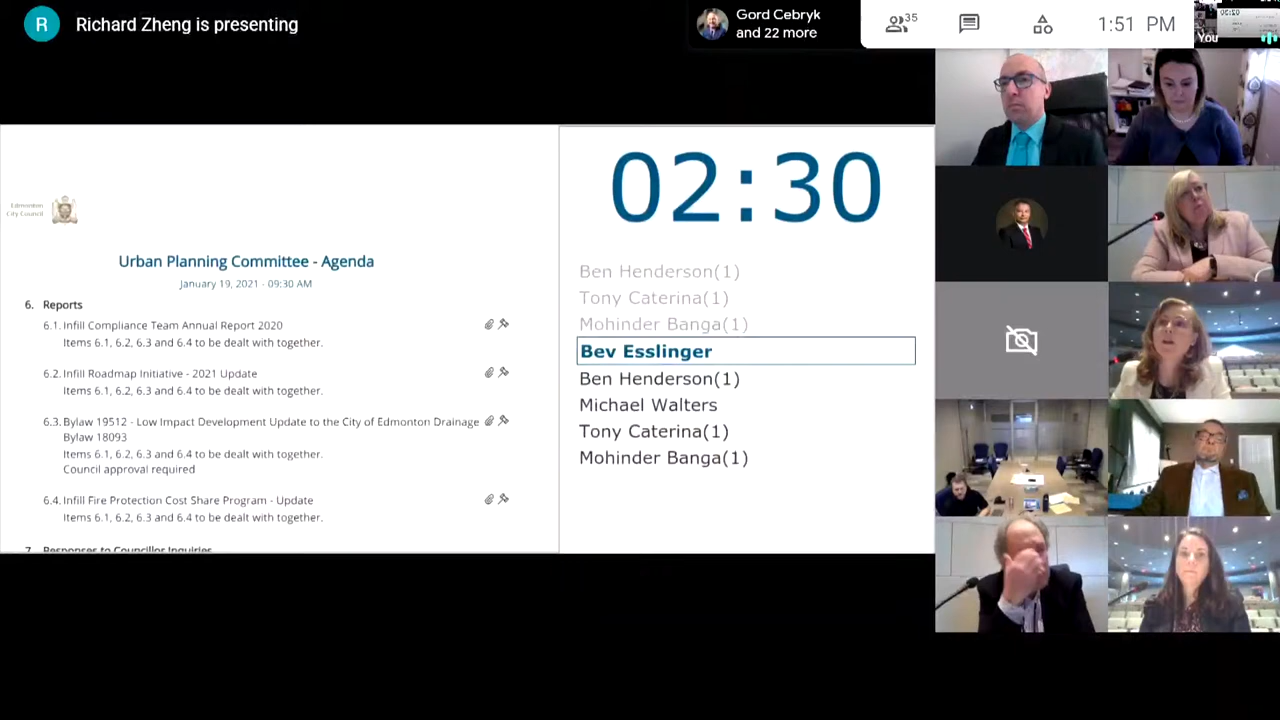 R
Richard Zheng is presenting
Gord Cebryk
and 22 more
35
1:51 PM
02:30
You
Edmonton
City Council
Urban Planning Committee - Agenda
January 19, 2021 - 09:30 AM
6. Reports
6.1. Infill Compliance Team Annual Report 2020
Items 6.1, 6.2, 6.3 and 6.4 to be dealt with together.
6.2. Infill Roadmap Initiative - 2021 Update
Items 6.1, 6.2, 6.3 and 6.4 to be dealt with together.
6.3. Bylaw 19512 - Low Impact Development Update to the City of Edmonton Drainage
Bylaw 18093
Items 6.1, 6.2, 6.3 and 6.4 to be dealt with together.
Council approval required
6.4. Infill Fire Protection Cost Share Program - Update
Items 6.1, 6.2, 6.3 and 6.4 to be dealt with together.
7. Responses to Councillor Inquiries
02:30
Ben Henderson(1)
Tony Caterina(1)
Mohinder Banga(1)
Bev Esslinger
Ben Henderson(1)
Michael Walters
Tony Caterina(1)
Mohinder Banga(1)